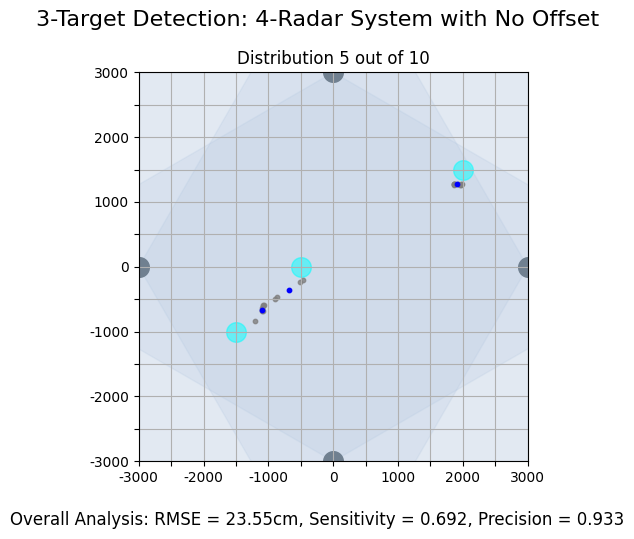 3-Target Detection: 4-Radar System with No Offset
Distribution 5 out of 10
3000
2000
1000
0
-1000
-2000
-3000
-3000 -2000 -1000 0 1000 2000 3000
Overall Analysis: RMSE = 23.55cm, Sensitivity = 0.692, Precision = 0.933